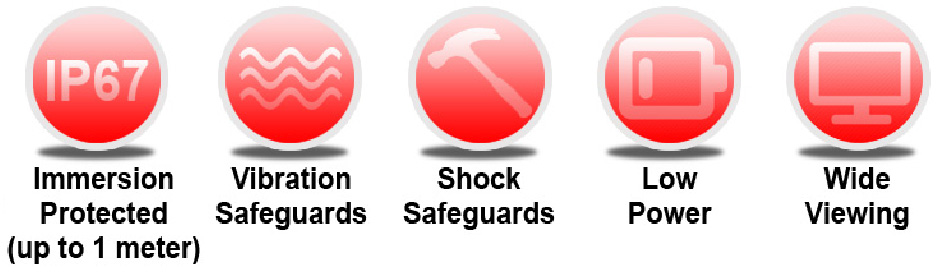 IP67
Immersion
Protected
(up to 1 meter)
Vibration
Safeguards
Shock
Safeguards
Low
Power
Wide
Viewing